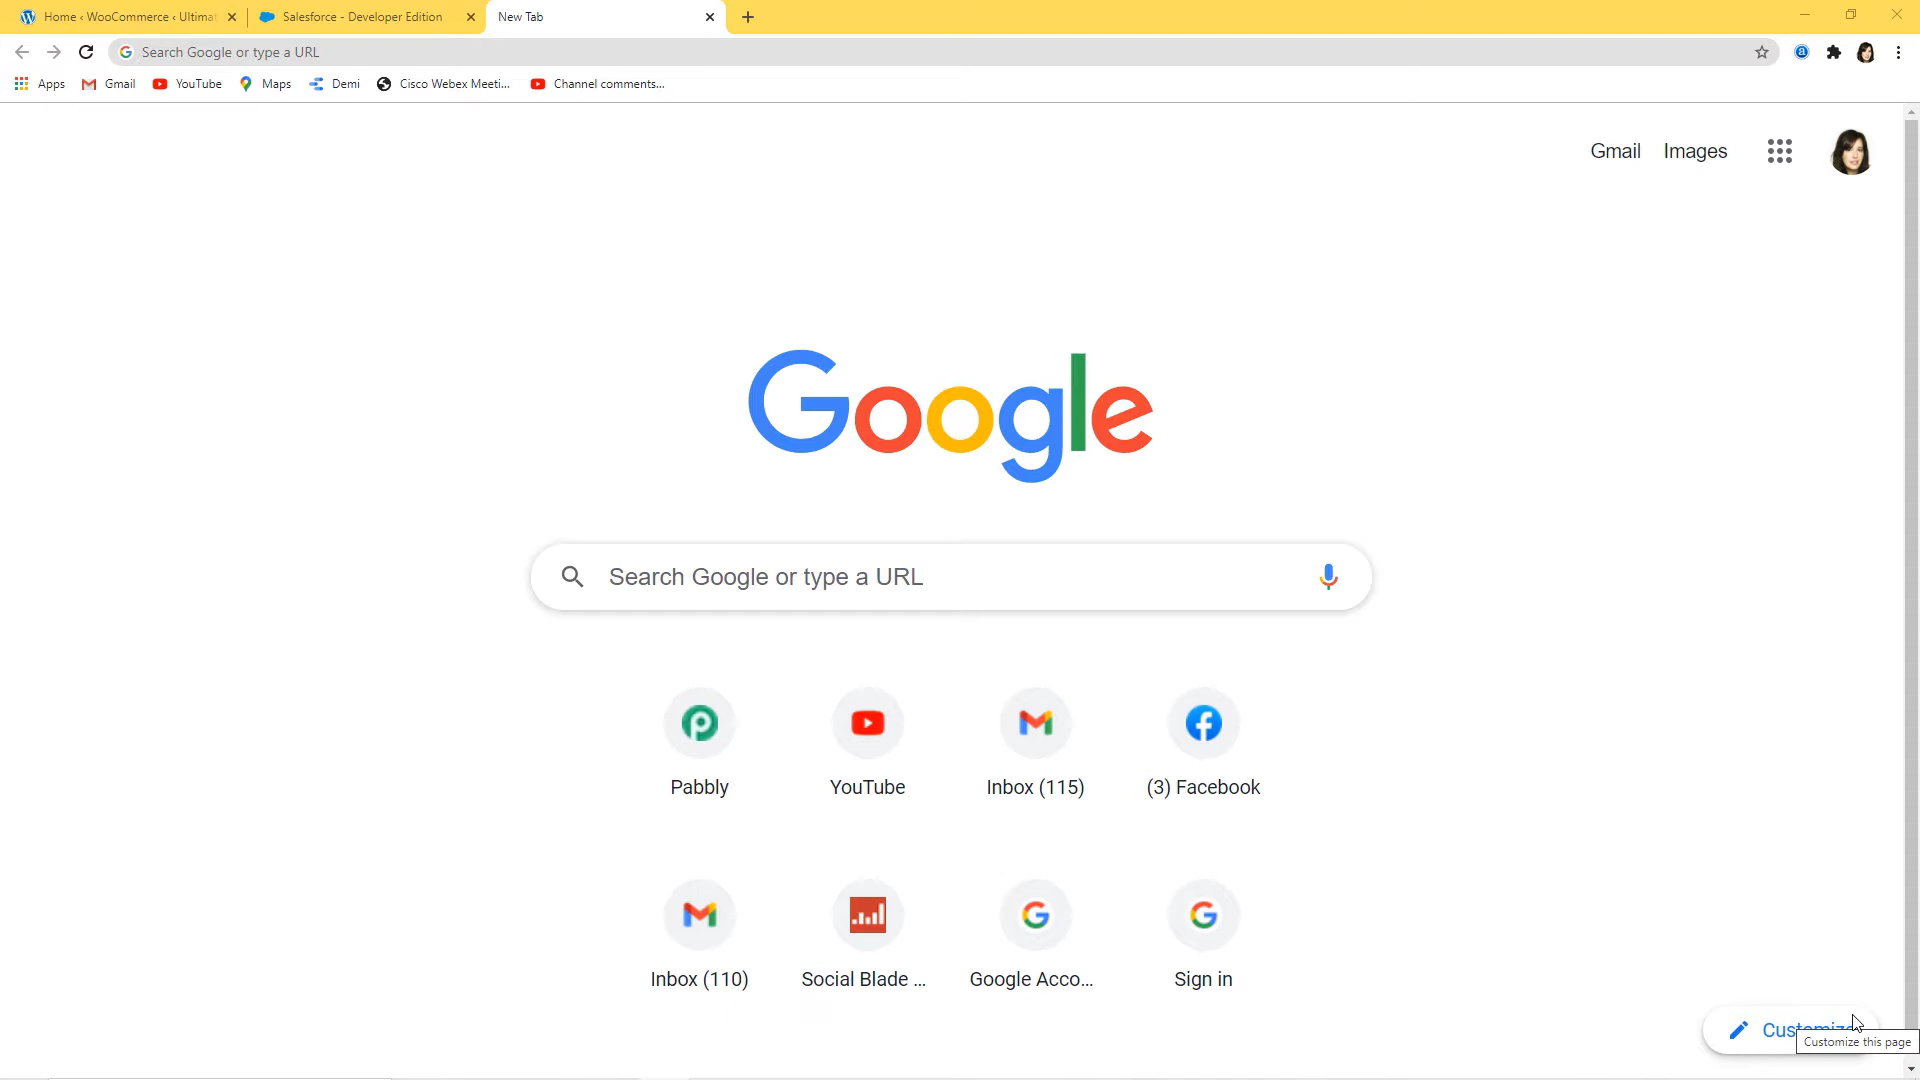 Home ‹ WooCommerce ‹ Ultimat
Salesforce - Developer Edition
New Tab
Search Google or type a URL
Apps
Gmail
YouTube
Maps
Demi
Cisco Webex Meeti...
Channel comments...
Gmail
Images
Google
Search Google or type a URL
Pabbly
YouTube
Inbox (115)
(3) Facebook
Inbox (110)
Social Blade ...
Google Acco...
Sign in
Customize
Customize this page